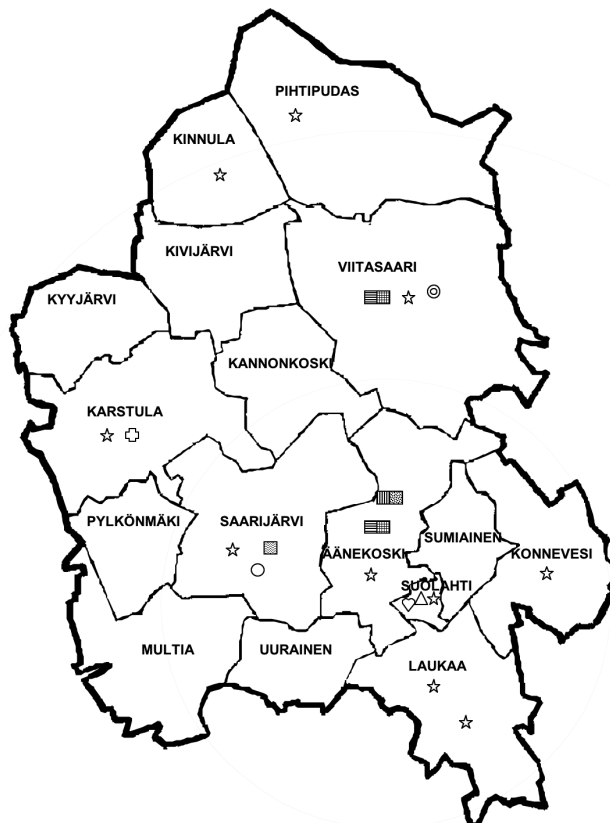 PIHTIPUDAS
KINNULA
KIVIJÄRVI
VIITASAARI
KYYJÄRVI
KANNONKOSKI
KARSTULA
PYLKÖNMÄKI
SAARIJÄRVI
SUMIAINEN
ÄÄNEKOSKI
KONNEVESI
SUOLAHTI
MULTIA
UURAINEN
LAUKAA